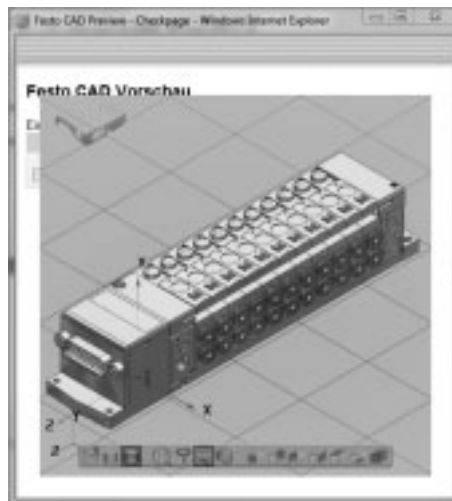 Festo CAD Preview - Checkpage - Windows Internet Explorer
Festo CAD Vorschau
X
Y
Z
Z